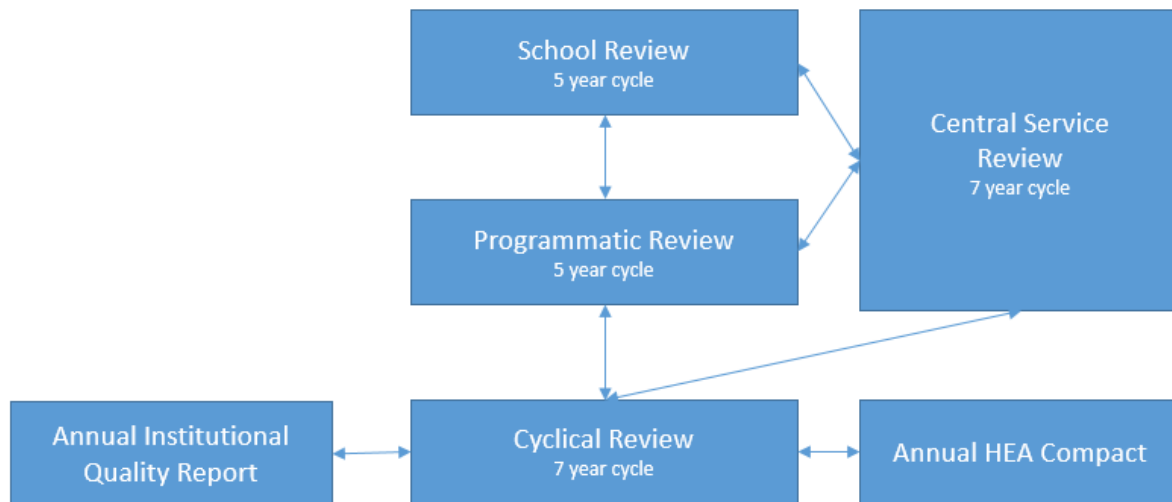 School Review
5 year cycle
Central Service
Review
7 year cycle
Programmatic Review
5 year cycle
Annual Institutional
Quality Report
Cyclical Review
7 year cycle
Annual HEA Compact